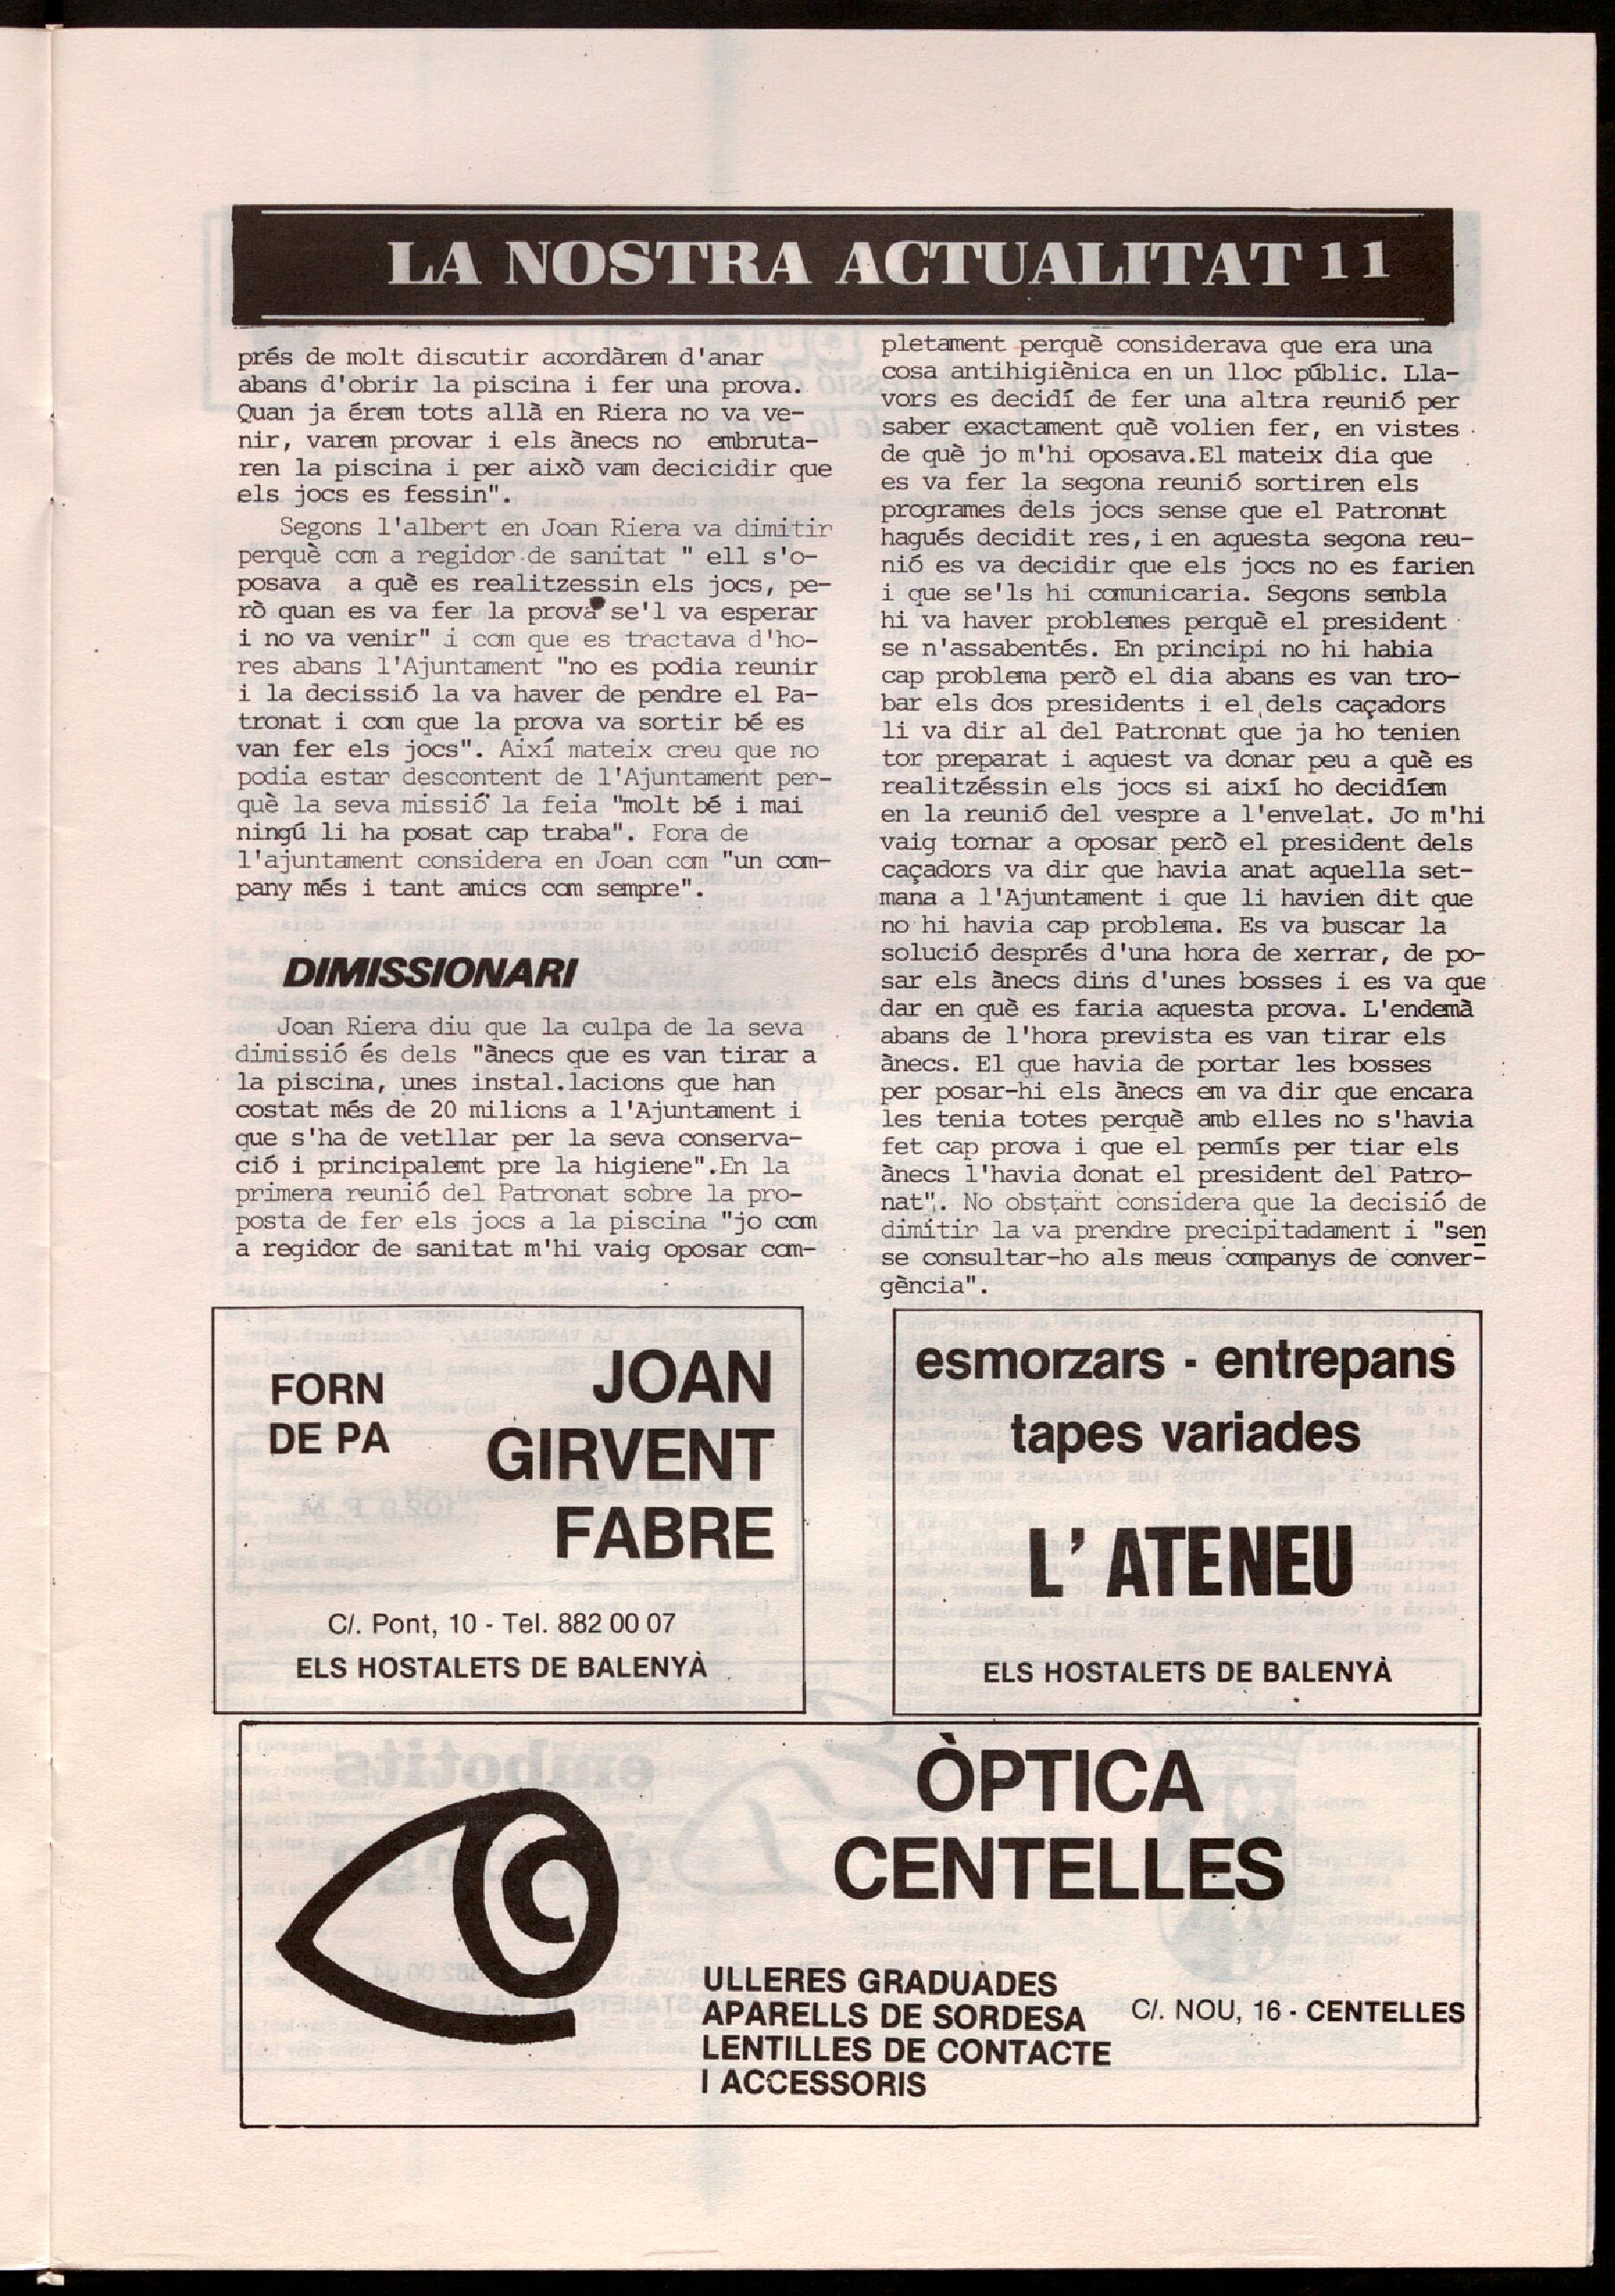 LA NOSTRA ACTUALITAT 11
prés de molt discutir acordàrem d'anar
abans d'obrir la piscina i fer una prova.
Quan ja érem tots allà en Riera no va ve-
nir, varem provar i els ànecs no embruta-
ren la piscina i per això vam decicidir que
els jocs es fessin".
Segons l'albert en Joan Riera va dimitir
perquè com a regidor de sanitat " ell s'o-
posava a què es realitzessin els jocs, pe-
rò quan es va fer la prova se'l va esperar
i no va venir" i com que es tractava d'ho-
res abans l'Ajuntament "no es podia reunir
i la decissió la va haver de pendre el Pa-
tronat i com que la prova va sortir bé es
van fer els jocs". Així mateix creu que no
podia estar descontent de l'Ajuntament per-
què la seva missió la feia "molt bé i mai
ningú li ha posat cap traba". Fora de
l'ajuntament considera en Joan com "un com-
pany més i tant amics com sempre".
DIMISSIONARI
Joan Riera diu que la culpa de la seva
dimissió és dels "ànecs que es van tirar a
la piscina, unes instal.lacions que han
costat més de 20 milions a l'Ajuntament i
que s'ha de vetllar per la seva conserva-
ció i principalemt pre la higiene".En la
primera reunió del Patronat sobre la pro-
posta de fer els jocs a la piscina "jo com
a regidor de sanitat m'hi vaig oposar com-
pletament perquè considerava que era una
cosa antihigiènica en un lloc públic. Lla-
vors es decidí de fer una altra reunió per
saber exactament què volien fer, en vistes
de què jo m'hi oposava.El mateix dia que
es va fer la segona reunió sortiren els
programes dels jocs sense que el Patronat
hagués decidit res, i en aquesta segona reu-
nió es va decidir que els jocs no es farien
i que se'ls hi comunicaria. Segons sembla
hi va haver problemes perquè el president
se n'assabentés. En principi no hi habia
cap problema però el dia abans es van tro-
bar els dos presidents i el dels caçadors
li va dir al del Patronat que ja ho tenien
tor preparat i aquest va donar peu a què es
realitzéssin els jocs si així ho decidíem
en la reunió del vespre a l'envelat. Jo m'hi
vaig tornar a oposar però el president dels
caçadors va dir que havia anat aquella set-
mana a l'Ajuntament i que li havien dit que
no hi havia cap problema. Es va buscar la
solució després d'una hora de xerrar, de po-
sar els ànecs dins d'unes bosses i es va que
dar en què es faria aquesta prova. L'endemà
abans de l'hora prevista es van tirar els
ànecs. El que havia de portar les bosses
per posar-hi els ànecs em va dir que encara
les tenia totes perquè amb elles no s'havia
fet cap prova i que el permís per tiar els
ànecs l'havia donat el president del Patro-
nat". No obstant considera que la decisió de
dimitir la va prendre precipitadament i "sen
se consultar-ho als meus companys de conver-
gència".
FORN
DE PA
JOAN
GIRVENT
FABRE
C/. Pont, 10 - Tel. 882 00 07
ELS HOSTALETS DE BALENYÀ
esmorzars - entrepans
tapes variades
L' ATENEU
ELS HOSTALETS DE BALENYÀ
ÒPTICA
CENTELLES
ULLERES GRADUADES
APARELLS DE SORDESA
LENTILLES DE CONTACTE
I ACCESSORIS
C/. NOU, 16 - CENTELLES